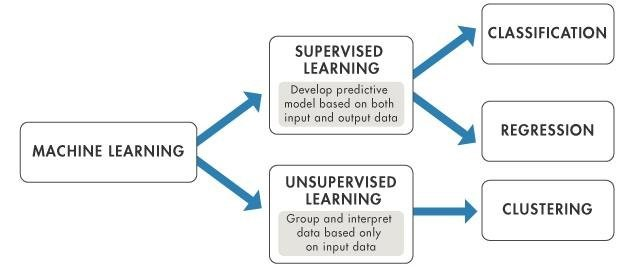 MACHINE LEARNING
SUPERVISED
LEARNING
Develop predictive
model based on both
input and output data
UNSUPERVISED
LEARNING
Group and interpret
data based only
on input data
CLASSIFICATION
REGRESSION
CLUSTERING